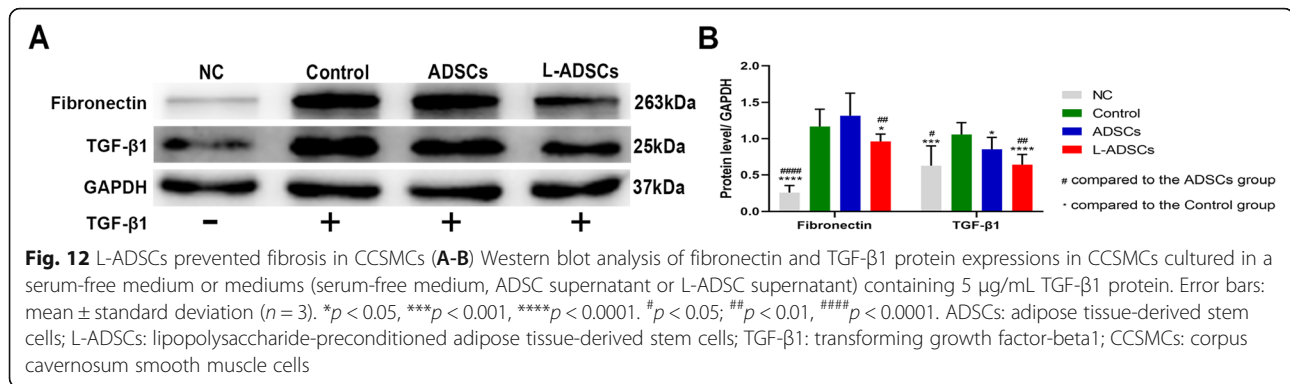 A
NC Control ADSCs L-ADSCs
Fibronectin 263kDa
TGF-β1 25kDa
GAPDH 37kDa
TGF-β1 - + + +
B
Protein level/ GAPDH
2.0
1.5
1.0
0.5
0.0
####
****
##
*
#
***
*
##
****
Fibronectin TGF-β1
NC
Control
ADSCs
L-ADSCs
# compared to the ADSCs group
* compared to the Control group
Fig. 12 L-ADSCs prevented fibrosis in CCSMCs (A-B) Western blot analysis of fibronectin and TGF-β1 protein expressions in CCSMCs cultured in a
serum-free medium or mediums (serum-free medium, ADSC supernatant or L-ADSC supernatant) containing 5 μg/mL TGF-β1 protein. Error bars:
mean ± standard deviation (n = 3). *p < 0.05, ***p < 0.001, ****p < 0.0001. #p < 0.05; ##p < 0.01, ####p < 0.0001. ADSCs: adipose tissue-derived stem
cells; L-ADSCs: lipopolysaccharide-preconditioned adipose tissue-derived stem cells; TGF-β1: transforming growth factor-beta1; CCSMCs: corpus
cavernosum smooth muscle cells